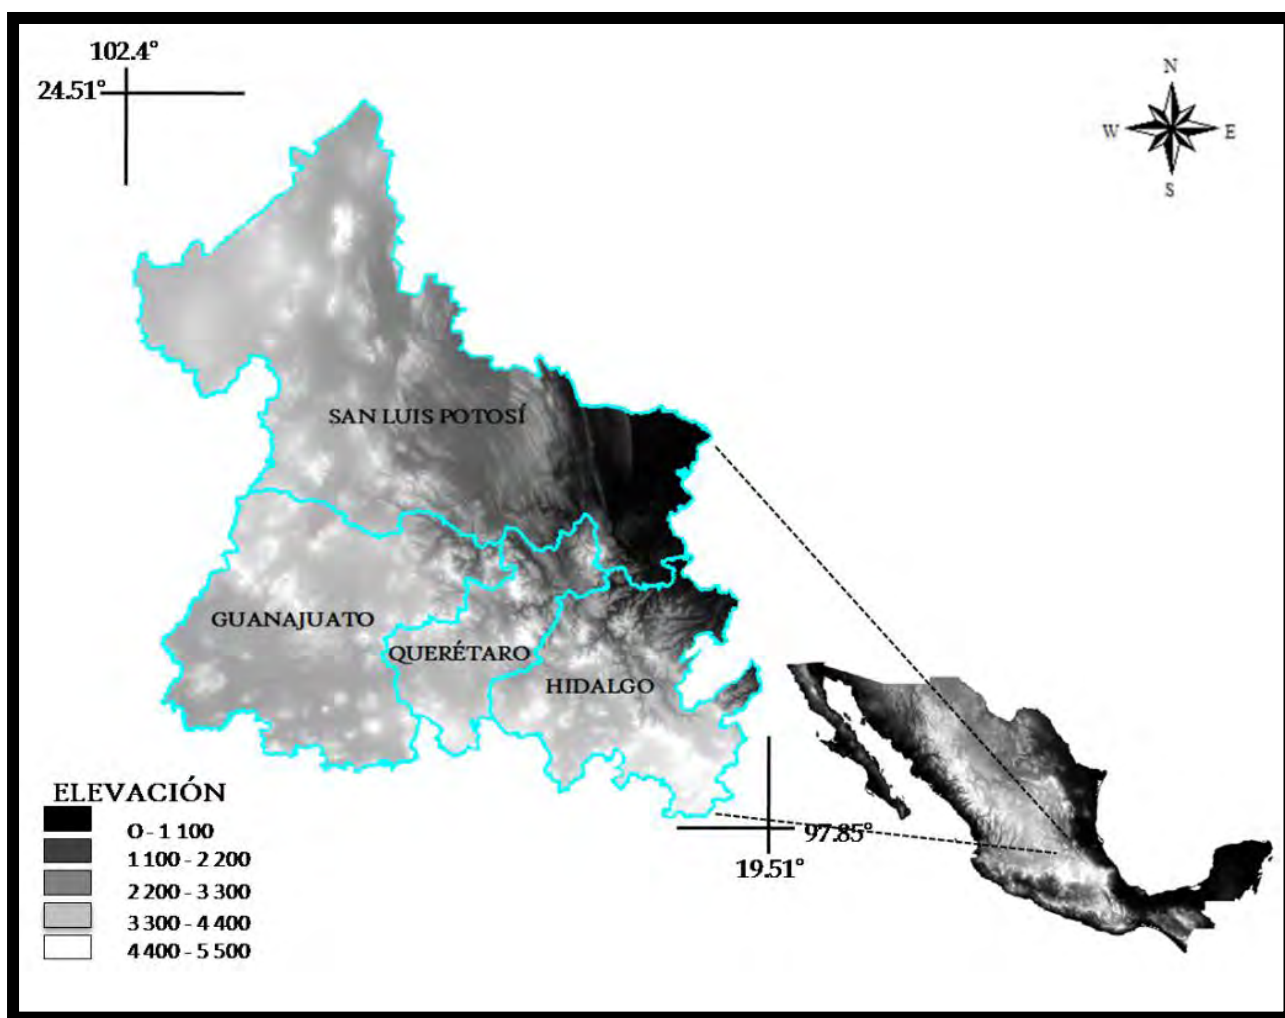 102.4°
24.51°
N
W
E
S
SAN LUIS POTOSÍ
GUANAJUATO
QUERÉTARO
HIDALGO
ELEVACIÓN
0 - 1 100
1 100 - 2 200
2 200 - 3 300
3 300 - 4 400
4 400 - 5 500
97.85°
19.51°